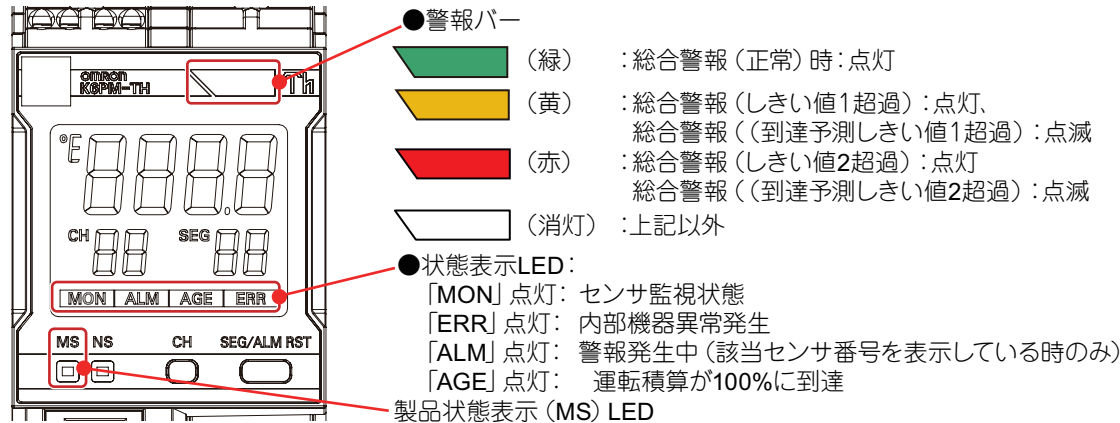 ●警報バー
omron
K6PM-TH
Th
(緑) :総合警報(正常)時:点灯
(黄) :総合警報(しきい値1超過):点灯、
総合警報((到達予測しきい値1超過):点滅
(赤) :総合警報(しきい値2超過):点灯
総合警報((到達予測しきい値2超過):点滅
(消灯) :上記以外
°F
8888.8
CH 88 SEG 88
MON ALM AGE ERR
MS NS CH SEG/ALM RST
●状態表示LED:
「MON」点灯: センサ監視状態
「ERR」点灯: 内部機器異常発生
「ALM」点灯: 警報発生中(該当センサ番号を表示している時のみ)
「AGE」点灯: 運転積算が100%に到達
製品状態表示(MS)LED